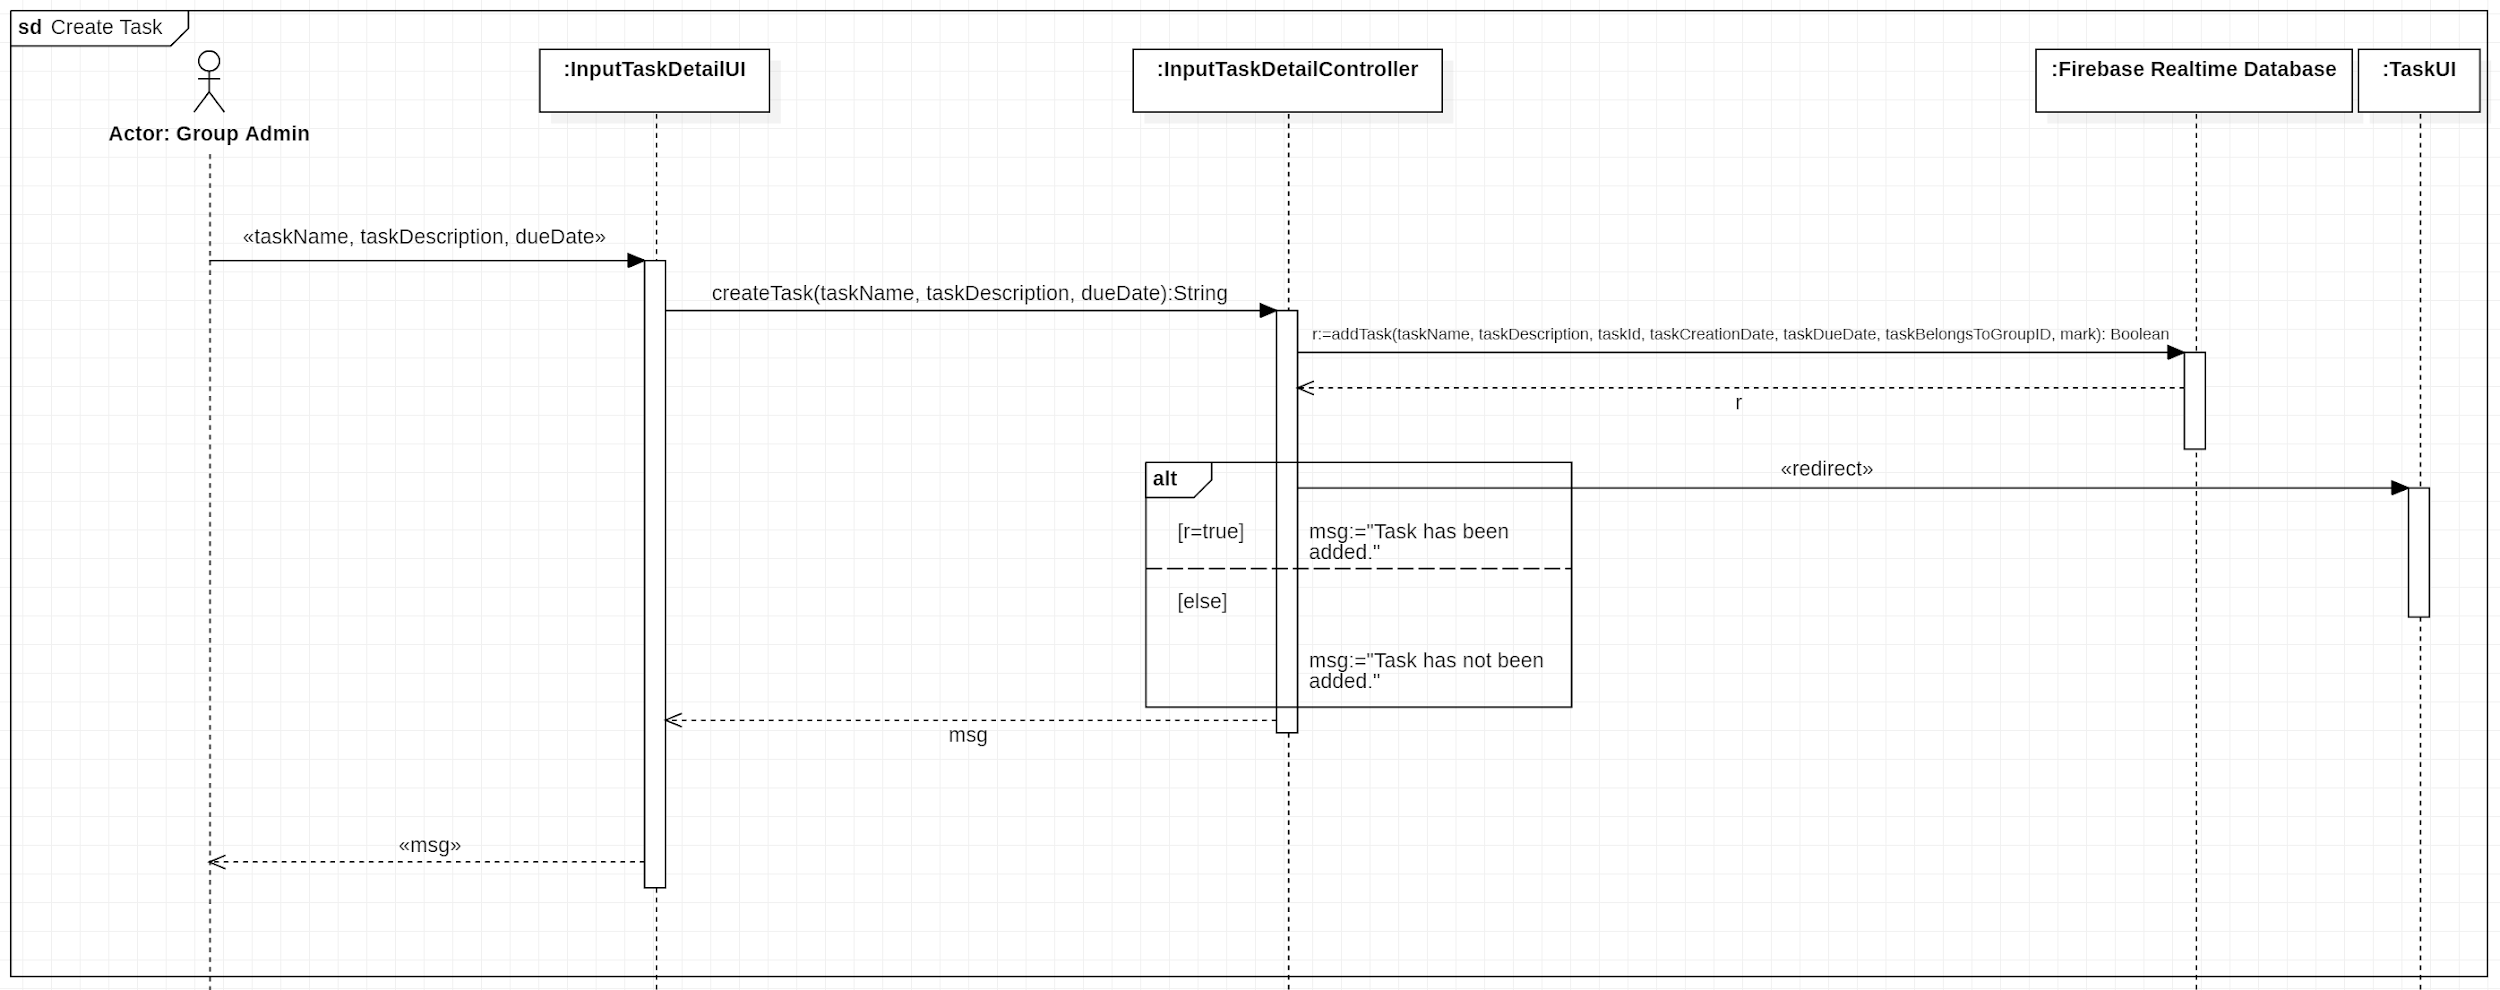 sd Create Task
:InputTaskDetailUI
:InputTaskDetailController
:Firebase Realtime Database
:TaskUI
Actor: Group Admin
«taskName, taskDescription, dueDate»
createTask(taskName, taskDescription, dueDate):String
r:=addTask(taskName, taskDescription, taskId, taskCreationDate, taskDueDate, taskBelongsToGroupID, mark): Boolean
r
«redirect»
alt
[r=true]
msg:="Task has been
added."
[else]
msg:="Task has not been
added."
msg
«msg»